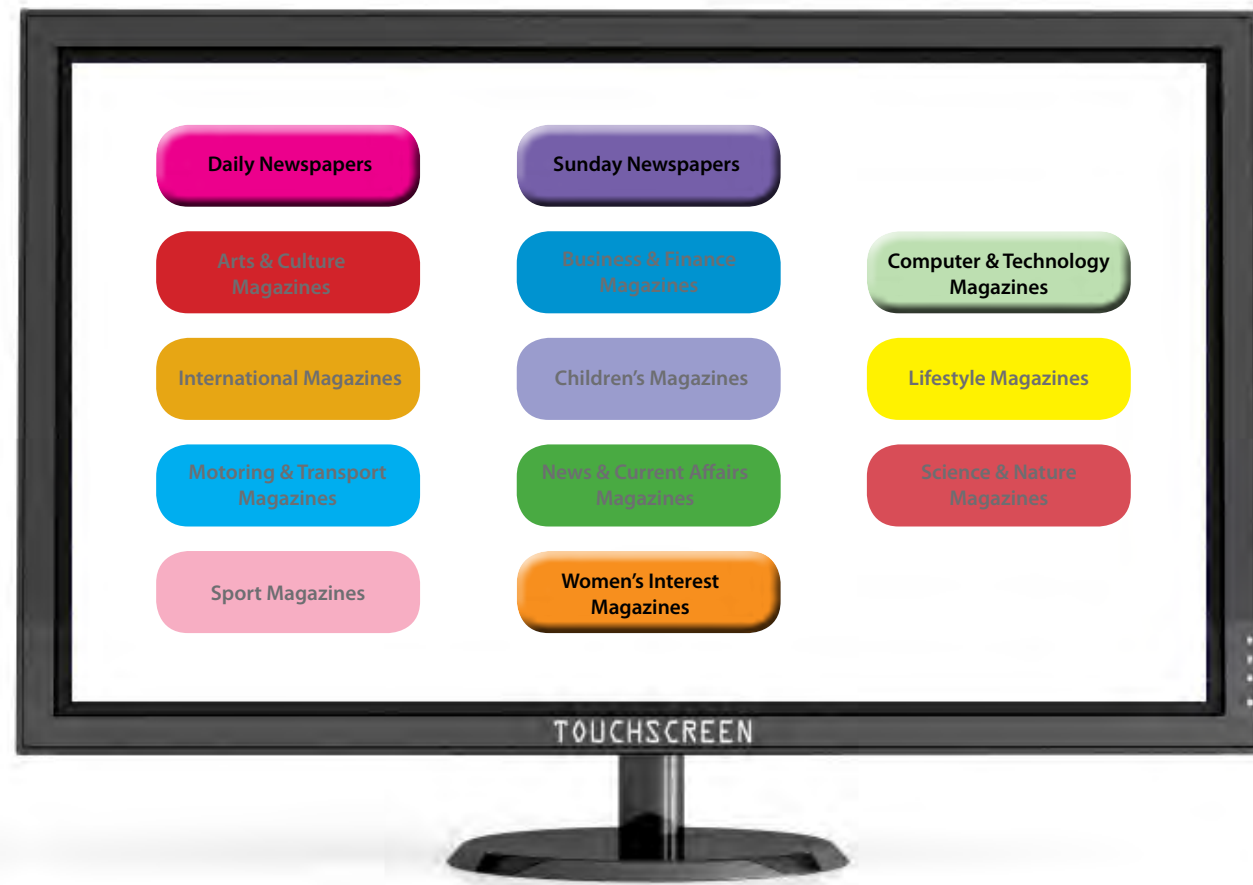 Daily Newspapers
Sunday Newspapers
Arts & Culture
Magazines
Business & Finance
Magazines
Computer & Technology
Magazines
International Magazines
Children's Magazines
Lifestyle Magazines
Motoring & Transport
Magazines
News & Current Affairs
Magazines
Science & Nature
Magazines
Sport Magazines
Women's Interest
Magazines
TOUCHSCREEN